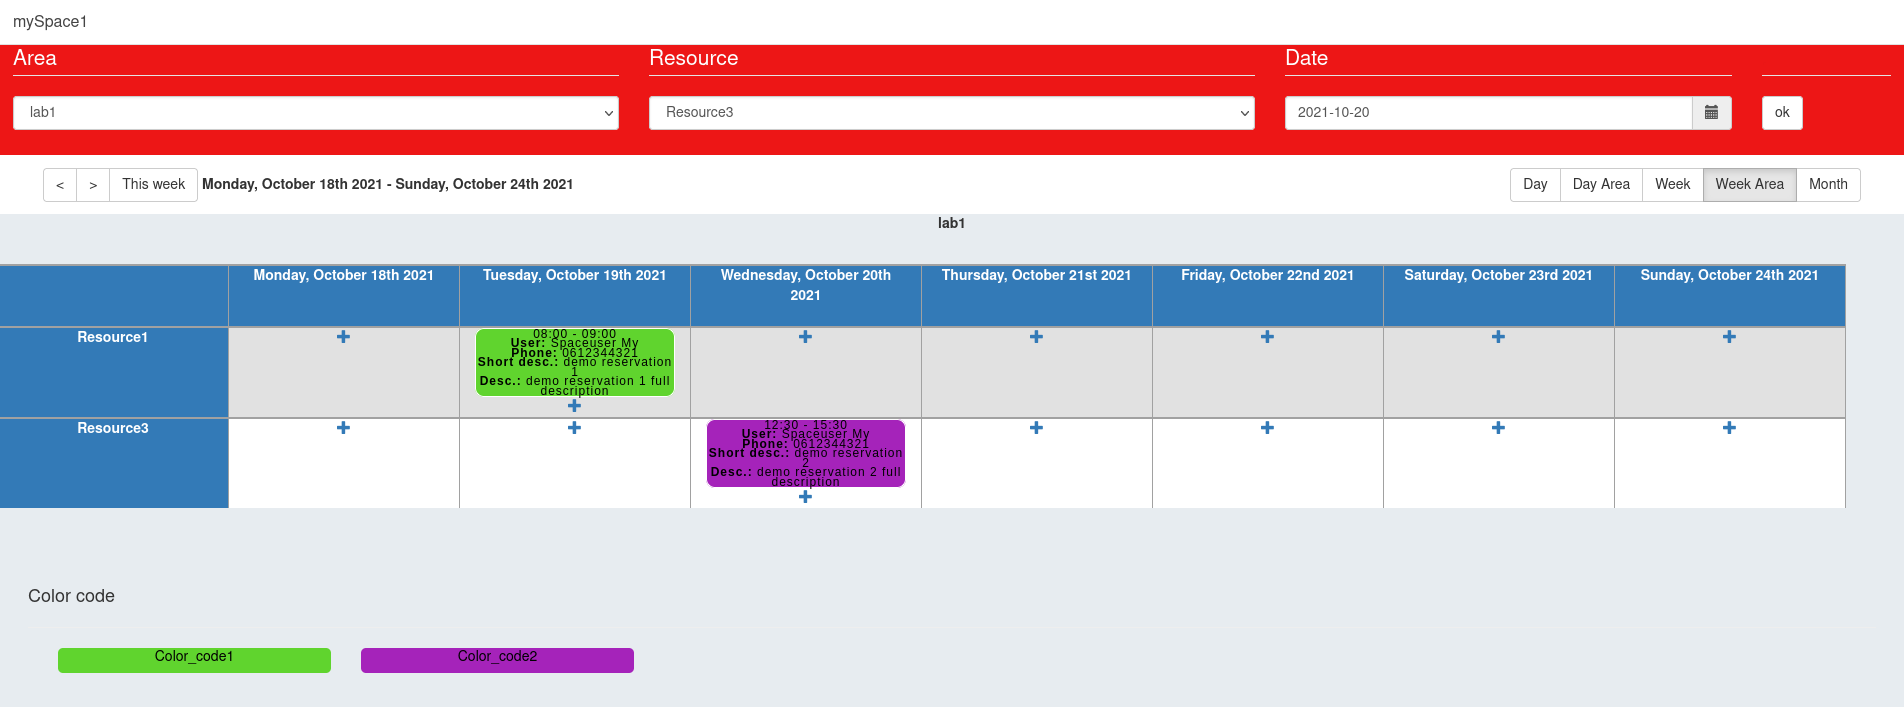 mySpace1
Area
Resource
Date
lab1
Resource3
2021-10-20
ok
<
>
This week
Monday, October 18th 2021 - Sunday, October 24th 2021
Day
Day Area
Week
Week Area
Month
lab1
Monday, October 18th 2021
Tuesday, October 19th 2021
Wednesday, October 20th
2021
Thursday, October 21st 2021
Friday, October 22nd 2021
Saturday, October 23rd 2021
Sunday, October 24th 2021
Resource1
08:00 - 09:00
User: Spaceuser My
Phone: 0612344321
Short desc.: demo reservation
1
Desc.: demo reservation 1 full
description
Resource3
12:30 - 15:30
User: Spaceuser My
Phone: 0612344321
Short desc.: demo reservation
2
Desc.: demo reservation 2 full
description
Color code
Color_code1
Color_code2